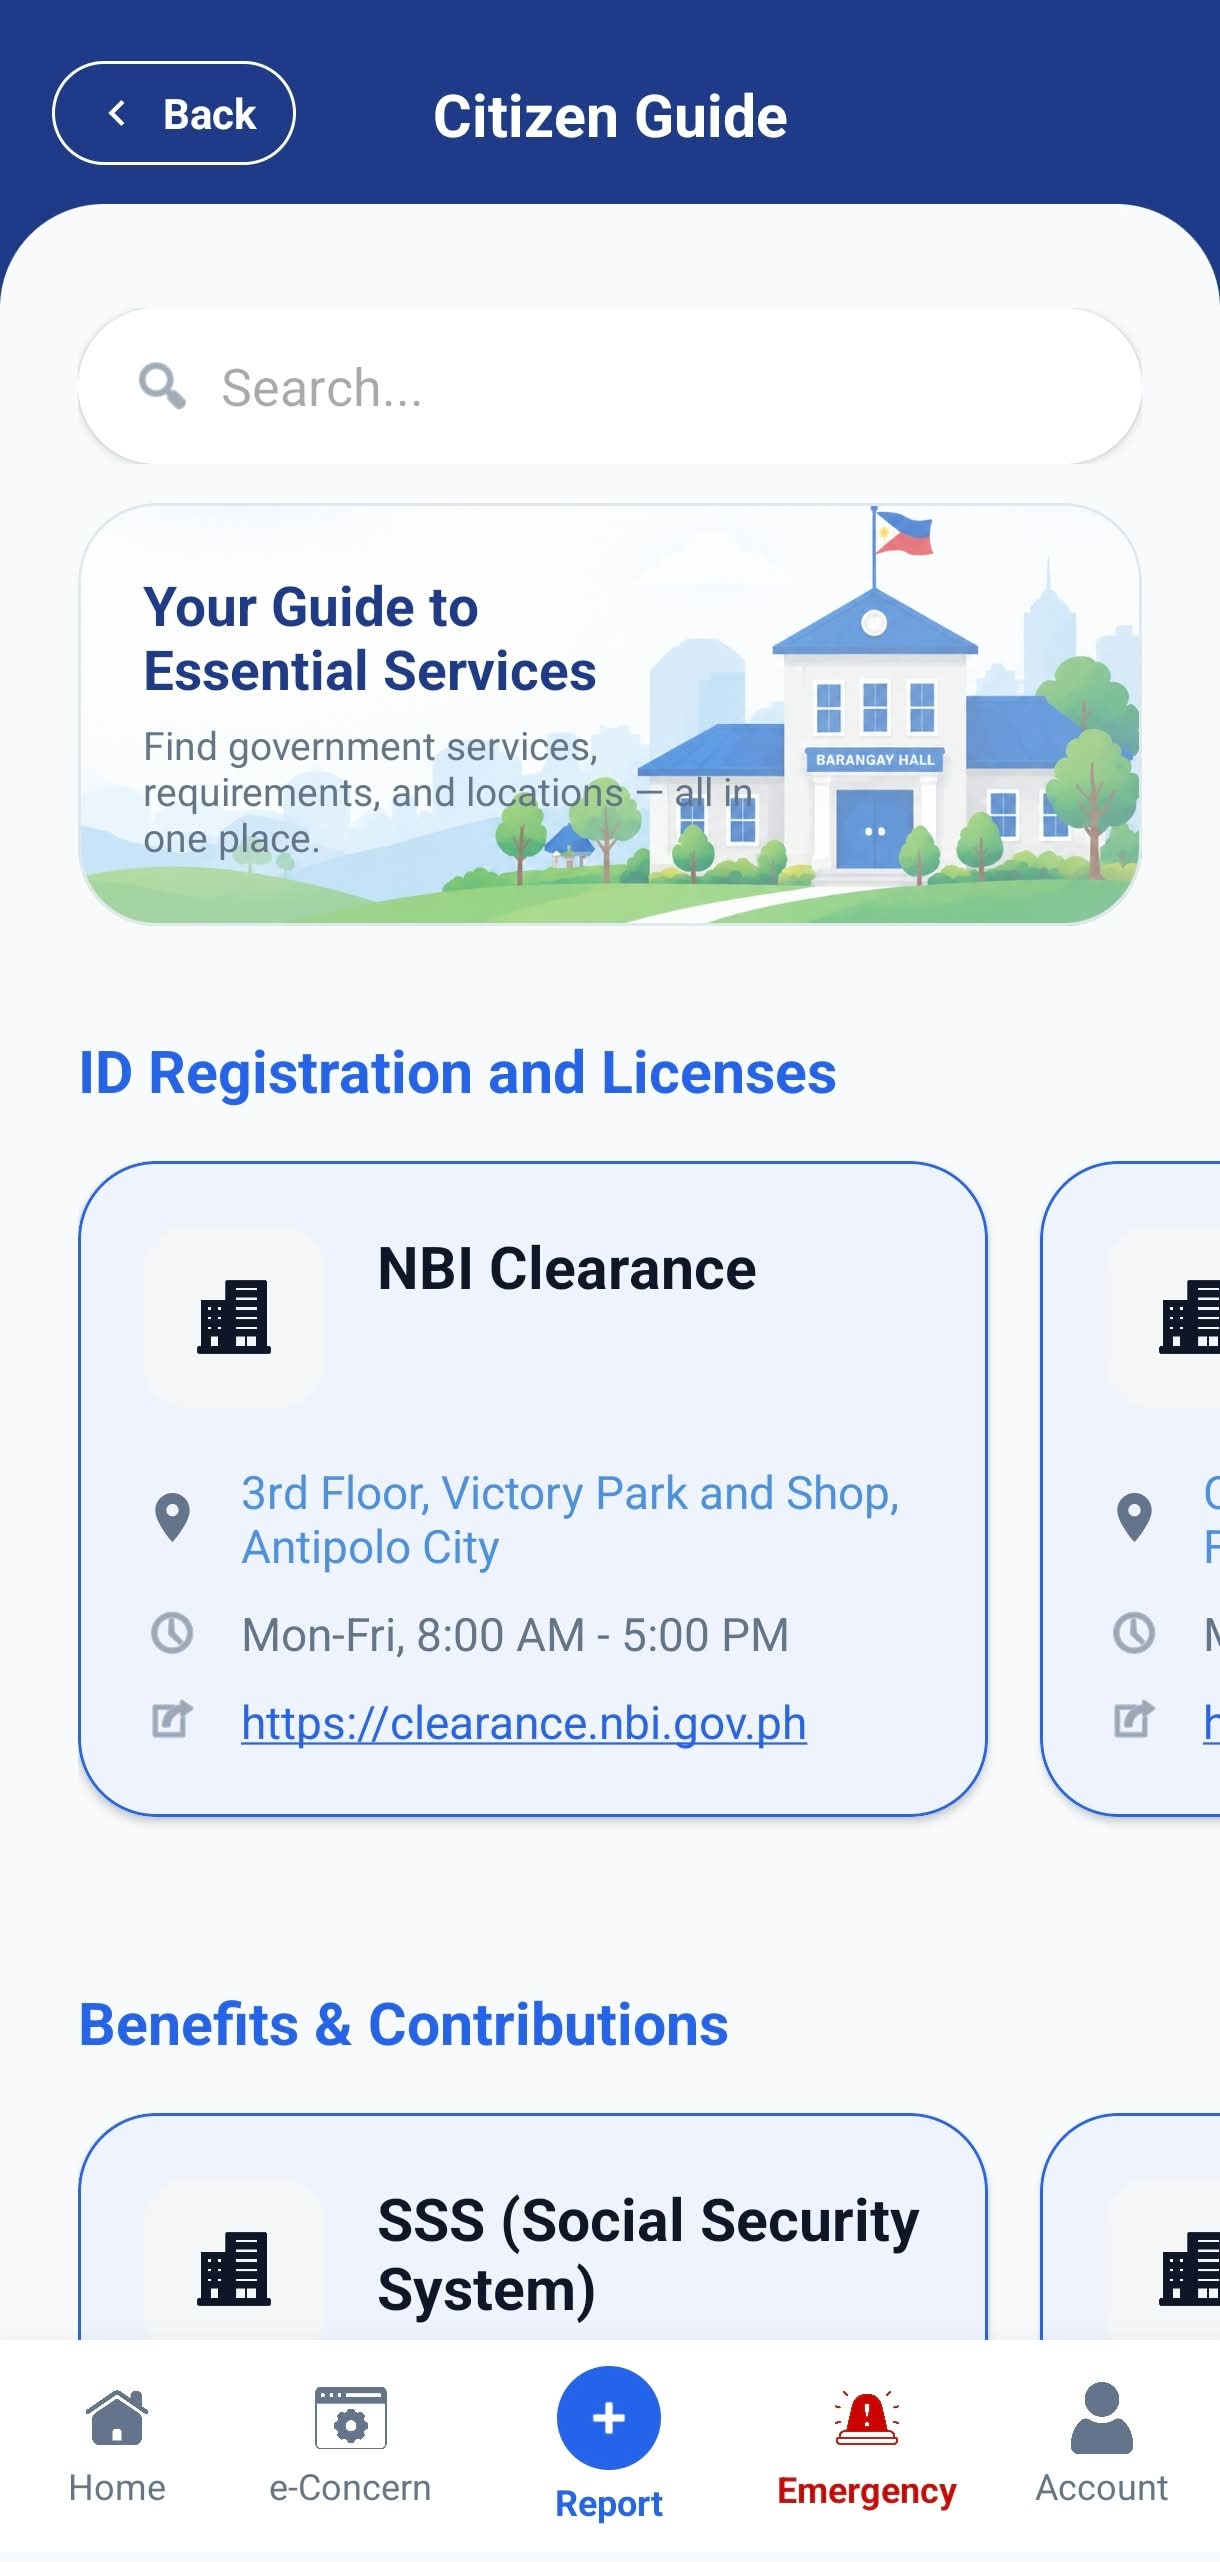 Back
Citizen Guide
Search...
Your Guide to
Essential Services
Find government services,
requirements, and locations — all in
one place.
BARANGAY HALL
ID Registration and Licenses
NBI Clearance
3rd Floor, Victory Park and Shop,
Antipolo City
Mon-Fri, 8:00 AM - 5:00 PM
https://clearance.nbi.gov.ph
Benefits & Contributions
SSS (Social Security
System)
Home
e-Concern
Report
Emergency
Account